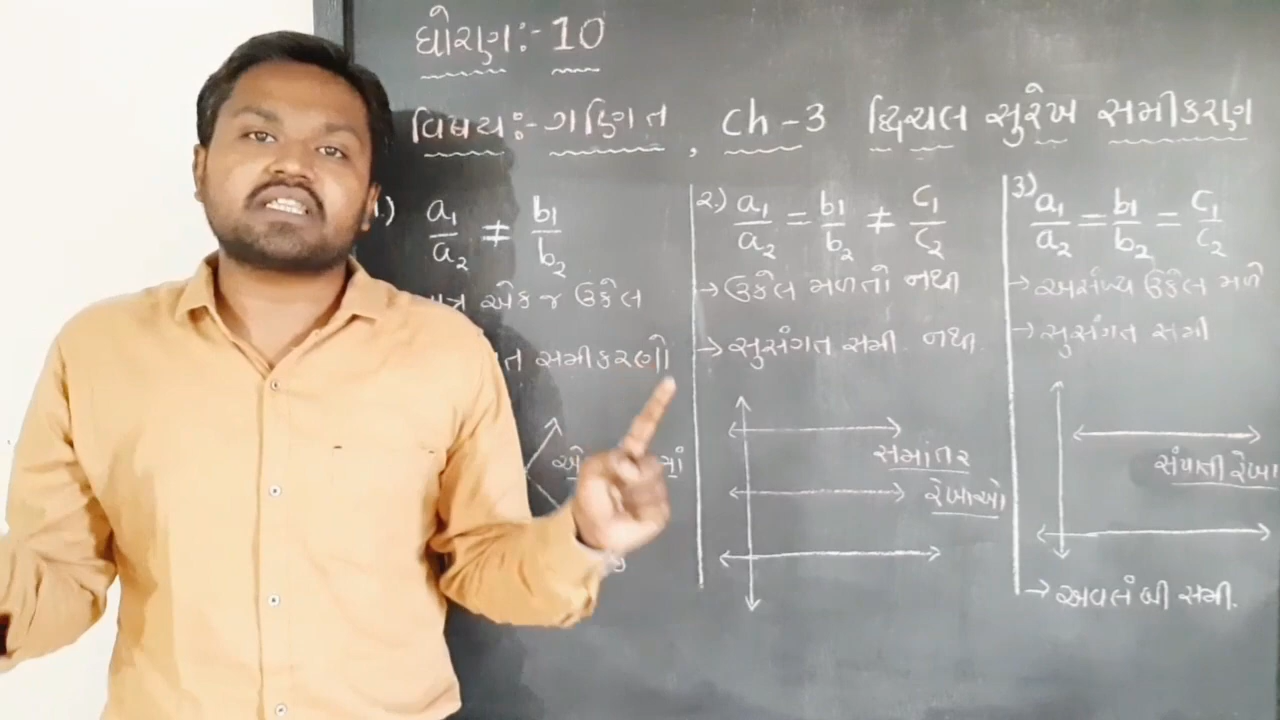 ધોરણ:- 10
વિષય:- ગણિત , ch - 3 દ્વિચલ સુરેખ સમીકરણ
1.) a₁/a₂ ≠ b₁/b₂
એક જ ઉકેલ
સમીકરણો
૨.) a₁/a₂ = b₁/b₂ ≠ c₁/c₂
→ ઉકેલ મળતો નથી
→ સુસંગત સમી. નથી
સમાંતર
રેખાઓ
3) a₁/a₂ = b₁/b₂ = c₁/c₂
→ અસંખ્ય ઉકેલ મળે
→ સુસંગત સમી
સંપાતી રેખા
→ અવલંબી સમી.